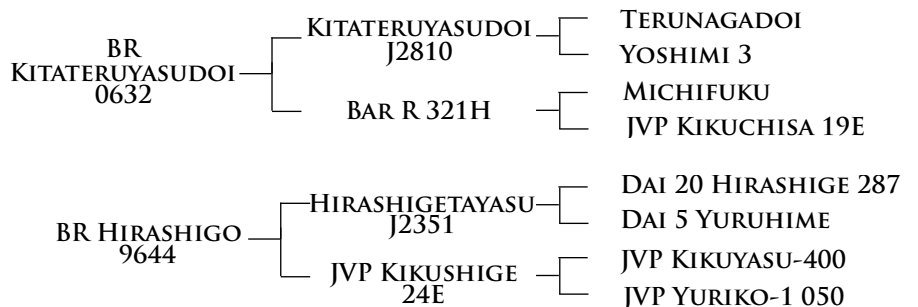 BR
KITATERUYASUDOI
0632
KITATERUYASUDOI
J2810
TERUNAGADOI
YOSHIMI 3
BAR R 321H
MICHIFUKU
JVP KIKUCHISA 19E
BR HIRASHIGO
9644
HIRASHIGETAYASU
J2351
DAI 20 HIRASHIGE 287
DAI 5 YURUHIME
JVP KIKUSHIGE
24E
JVP KIKUYASU-400
JVP YURIKO-1 050